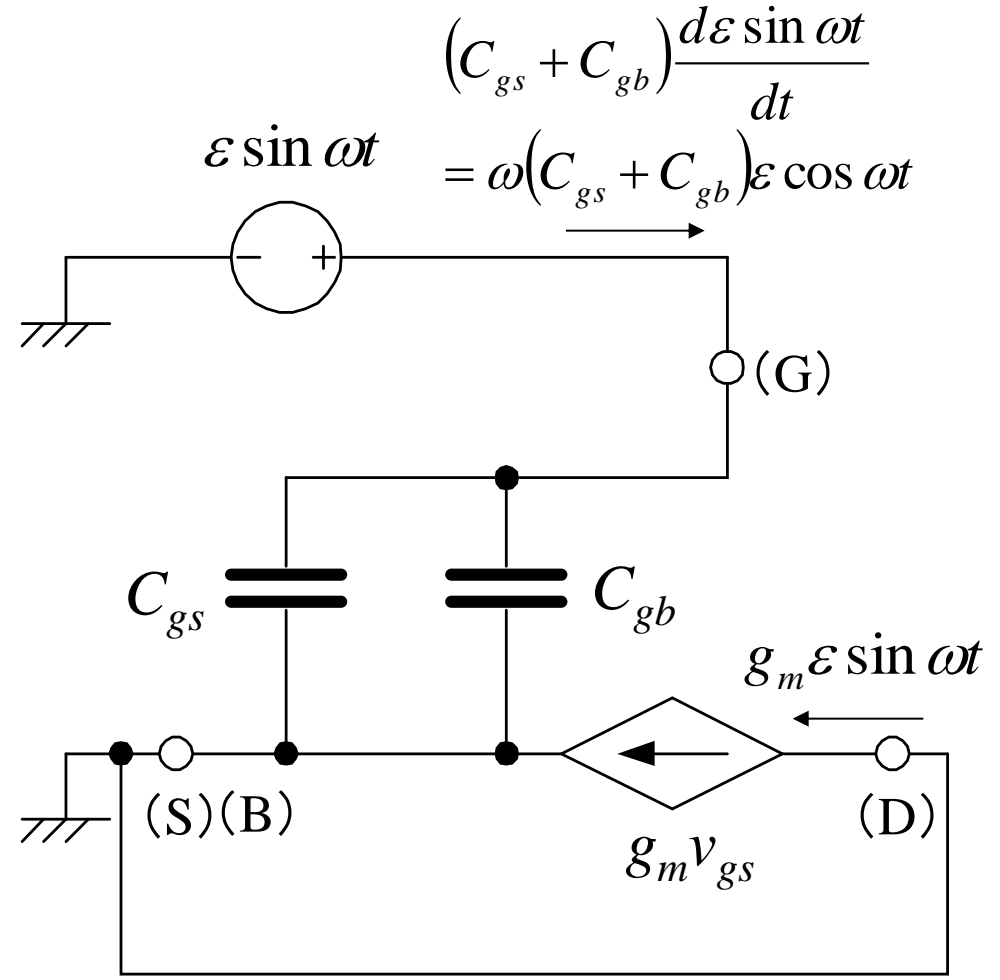 (C_{gs} + C_{gb}) \frac{dε sin ωt}{dt}
= ω(C_{gs} + C_{gb})ε cos ωt
ε sin ωt
− +
(G)
C_{gs}
C_{gb}
g_m ε sin ωt
(S)(B)
(D)
g_m v_{gs}